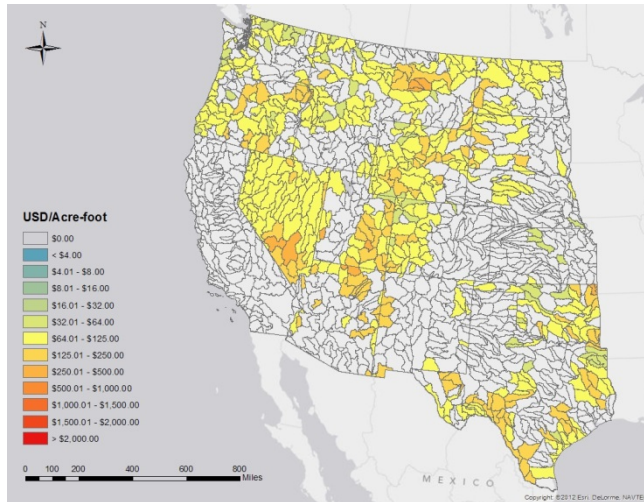 N
USD/Acre-foot
$0.00
< $4.00
$4.01 - $8.00
$8.01 - $16.00
$16.01 - $32.00
$32.01 - $64.00
$64.01 - $125.00
$125.01 - $250.00
$250.01 - $500.00
$500.01 - $1,000.00
$1,000.01 - $1,500.00
$1,500.01 - $2,000.00
> $2,000.00
0 100 200 400 600 800
Miles
MEXICO
Copyright: ©2012 Esri, DeLorme, NAVTEQ